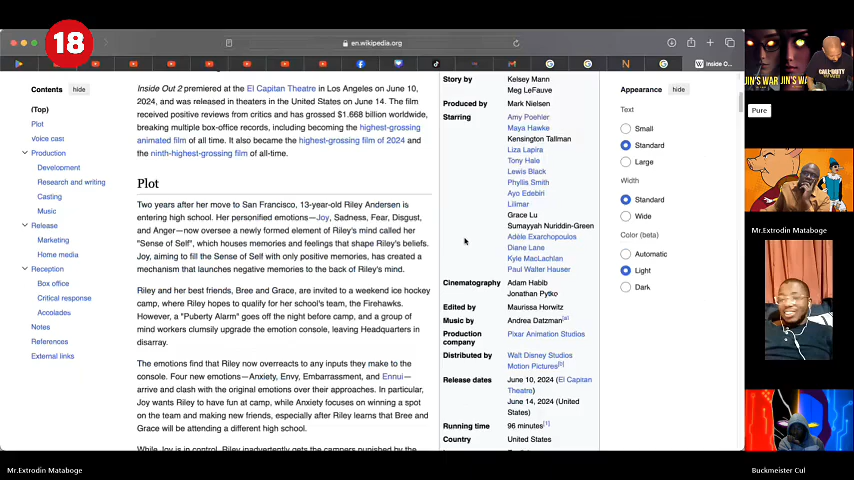 18
en.wikipedia.org
Inside O...
Contents hide
(Top)
Plot
Voice cast
Production
Development
Research and writing
Casting
Music
Release
Marketing
Home media
Reception
Box office
Critical response
Accolades
Notes
References
External links
Inside Out 2 premiered at the El Capitan Theatre in Los Angeles on June 10,
2024, and was released in theaters in the United States on June 14. The film
received positive reviews from critics and has grossed $1.668 billion worldwide,
breaking multiple box-office records, including becoming the highest-grossing
animated film of all time. It also became the highest-grossing film of 2024 and
the ninth-highest-grossing film of all-time.
Plot
Two years after her move to San Francisco, 13-year-old Riley Andersen is
entering high school. Her personified emotions—Joy, Sadness, Fear, Disgust,
and Anger—now oversee a newly formed element of Riley's mind called her
"Sense of Self", which houses memories and feelings that shape Riley's beliefs.
Joy, aiming to fill the Sense of Self with only positive memories, has created a
mechanism that launches negative memories to the back of Riley's mind.
Riley and her best friends, Bree and Grace, are invited to a weekend ice hockey
camp, where Riley hopes to qualify for her school's team, the Firehawks.
However, a "Puberty Alarm" goes off the night before camp, and a group of
mind workers clumsily upgrade the emotion console, leaving Headquarters in
disarray.
The emotions find that Riley now overreacts to any inputs they make to the
console. Four new emotions—Anxiety, Envy, Embarrassment, and Ennui—
arrive and clash with the original emotions over their approaches. In particular,
Joy wants Riley to have fun at camp, while Anxiety focuses on winning a spot
on the team and making new friends, especially after Riley learns that Bree and
Grace will be attending a different high school.
While Joy is in control, Riley inadvertently gets the campers punished by the
Story by Kelsey Mann
Meg LeFauve
Produced by Mark Nielsen
Starring Amy Poehler
Maya Hawke
Kensington Tallman
Liza Lapira
Tony Hale
Lewis Black
Phyllis Smith
Ayo Edebiri
Lilimar
Grace Lu
Sumayyah Nuriddin-Green
Adèle Exarchopoulos
Diane Lane
Kyle MacLachlan
Paul Walter Hauser
Cinematography Adam Habib
Jonathan Pytko
Edited by Maurissa Horwitz
Music by Andrea Datzman[a]
Production Pixar Animation Studios
company
Distributed by Walt Disney Studios
Motion Pictures[b]
Release dates June 10, 2024 (El Capitan
Theatre)
June 14, 2024 (United
States)
Running time 96 minutes[1]
Country United States
Appearance hide
Text
Small
Standard
Large
Width
Standard
Wide
Color (beta)
Automatic
Light
Dark
JIN'S WAR
JIN'S W
CALL OF DUTY
Pure
Mr.Extrodin Mataboge
Mr.Extrodin Mataboge
Buckmeister Cul